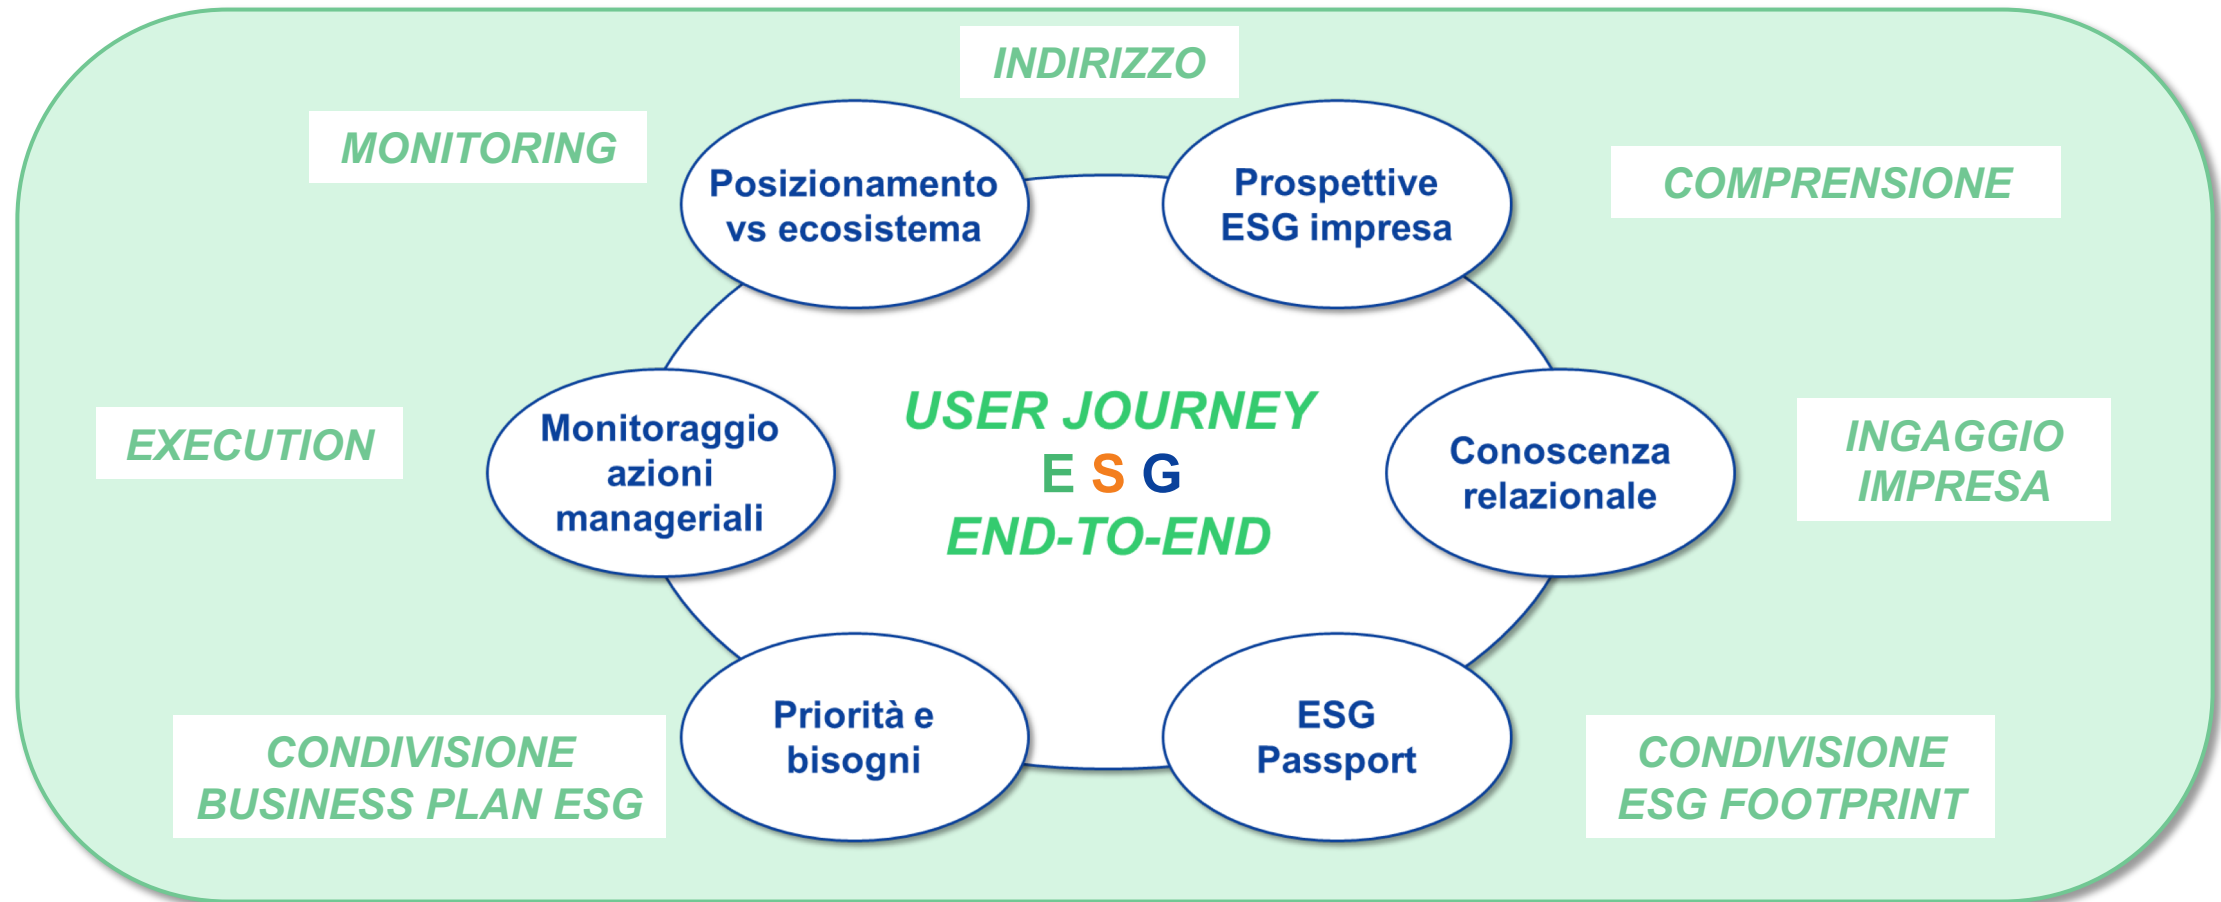 INDIRIZZO
MONITORING
COMPRENSIONE
Posizionamento
vs ecosistema
Prospettive
ESG impresa
EXECUTION
Monitoraggio
azioni
manageriali
USER JOURNEY
E S G
END-TO-END
Conoscenza
relazionale
INGAGGIO
IMPRESA
CONDIVISIONE
BUSINESS PLAN ESG
Priorità e
bisogni
ESG
Passport
CONDIVISIONE
ESG FOOTPRINT